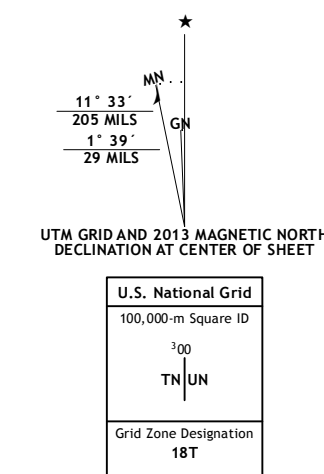 ★
MN
11° 33´
205 MILS
GN
1° 39´
29 MILS
UTM GRID AND 2013 MAGNETIC NORTH
DECLINATION AT CENTER OF SHEET
U.S. National Grid
100,000-m Square ID
³00
TN UN
Grid Zone Designation
18T